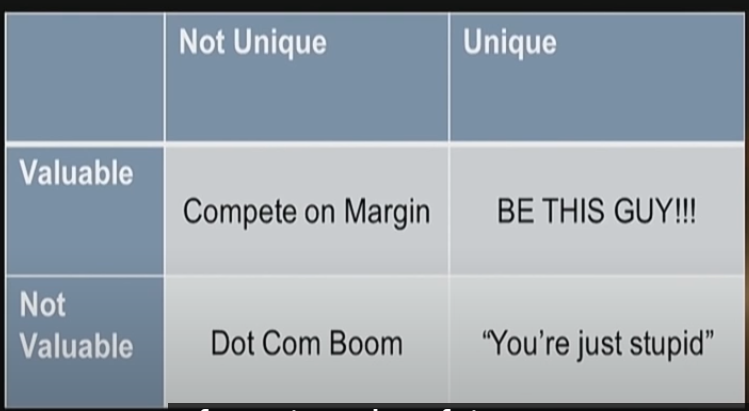 Not Unique
Unique
Valuable
Compete on Margin
BE THIS GUY!!!
Not
Valuable
Dot Com Boom
“You’re just stupid”